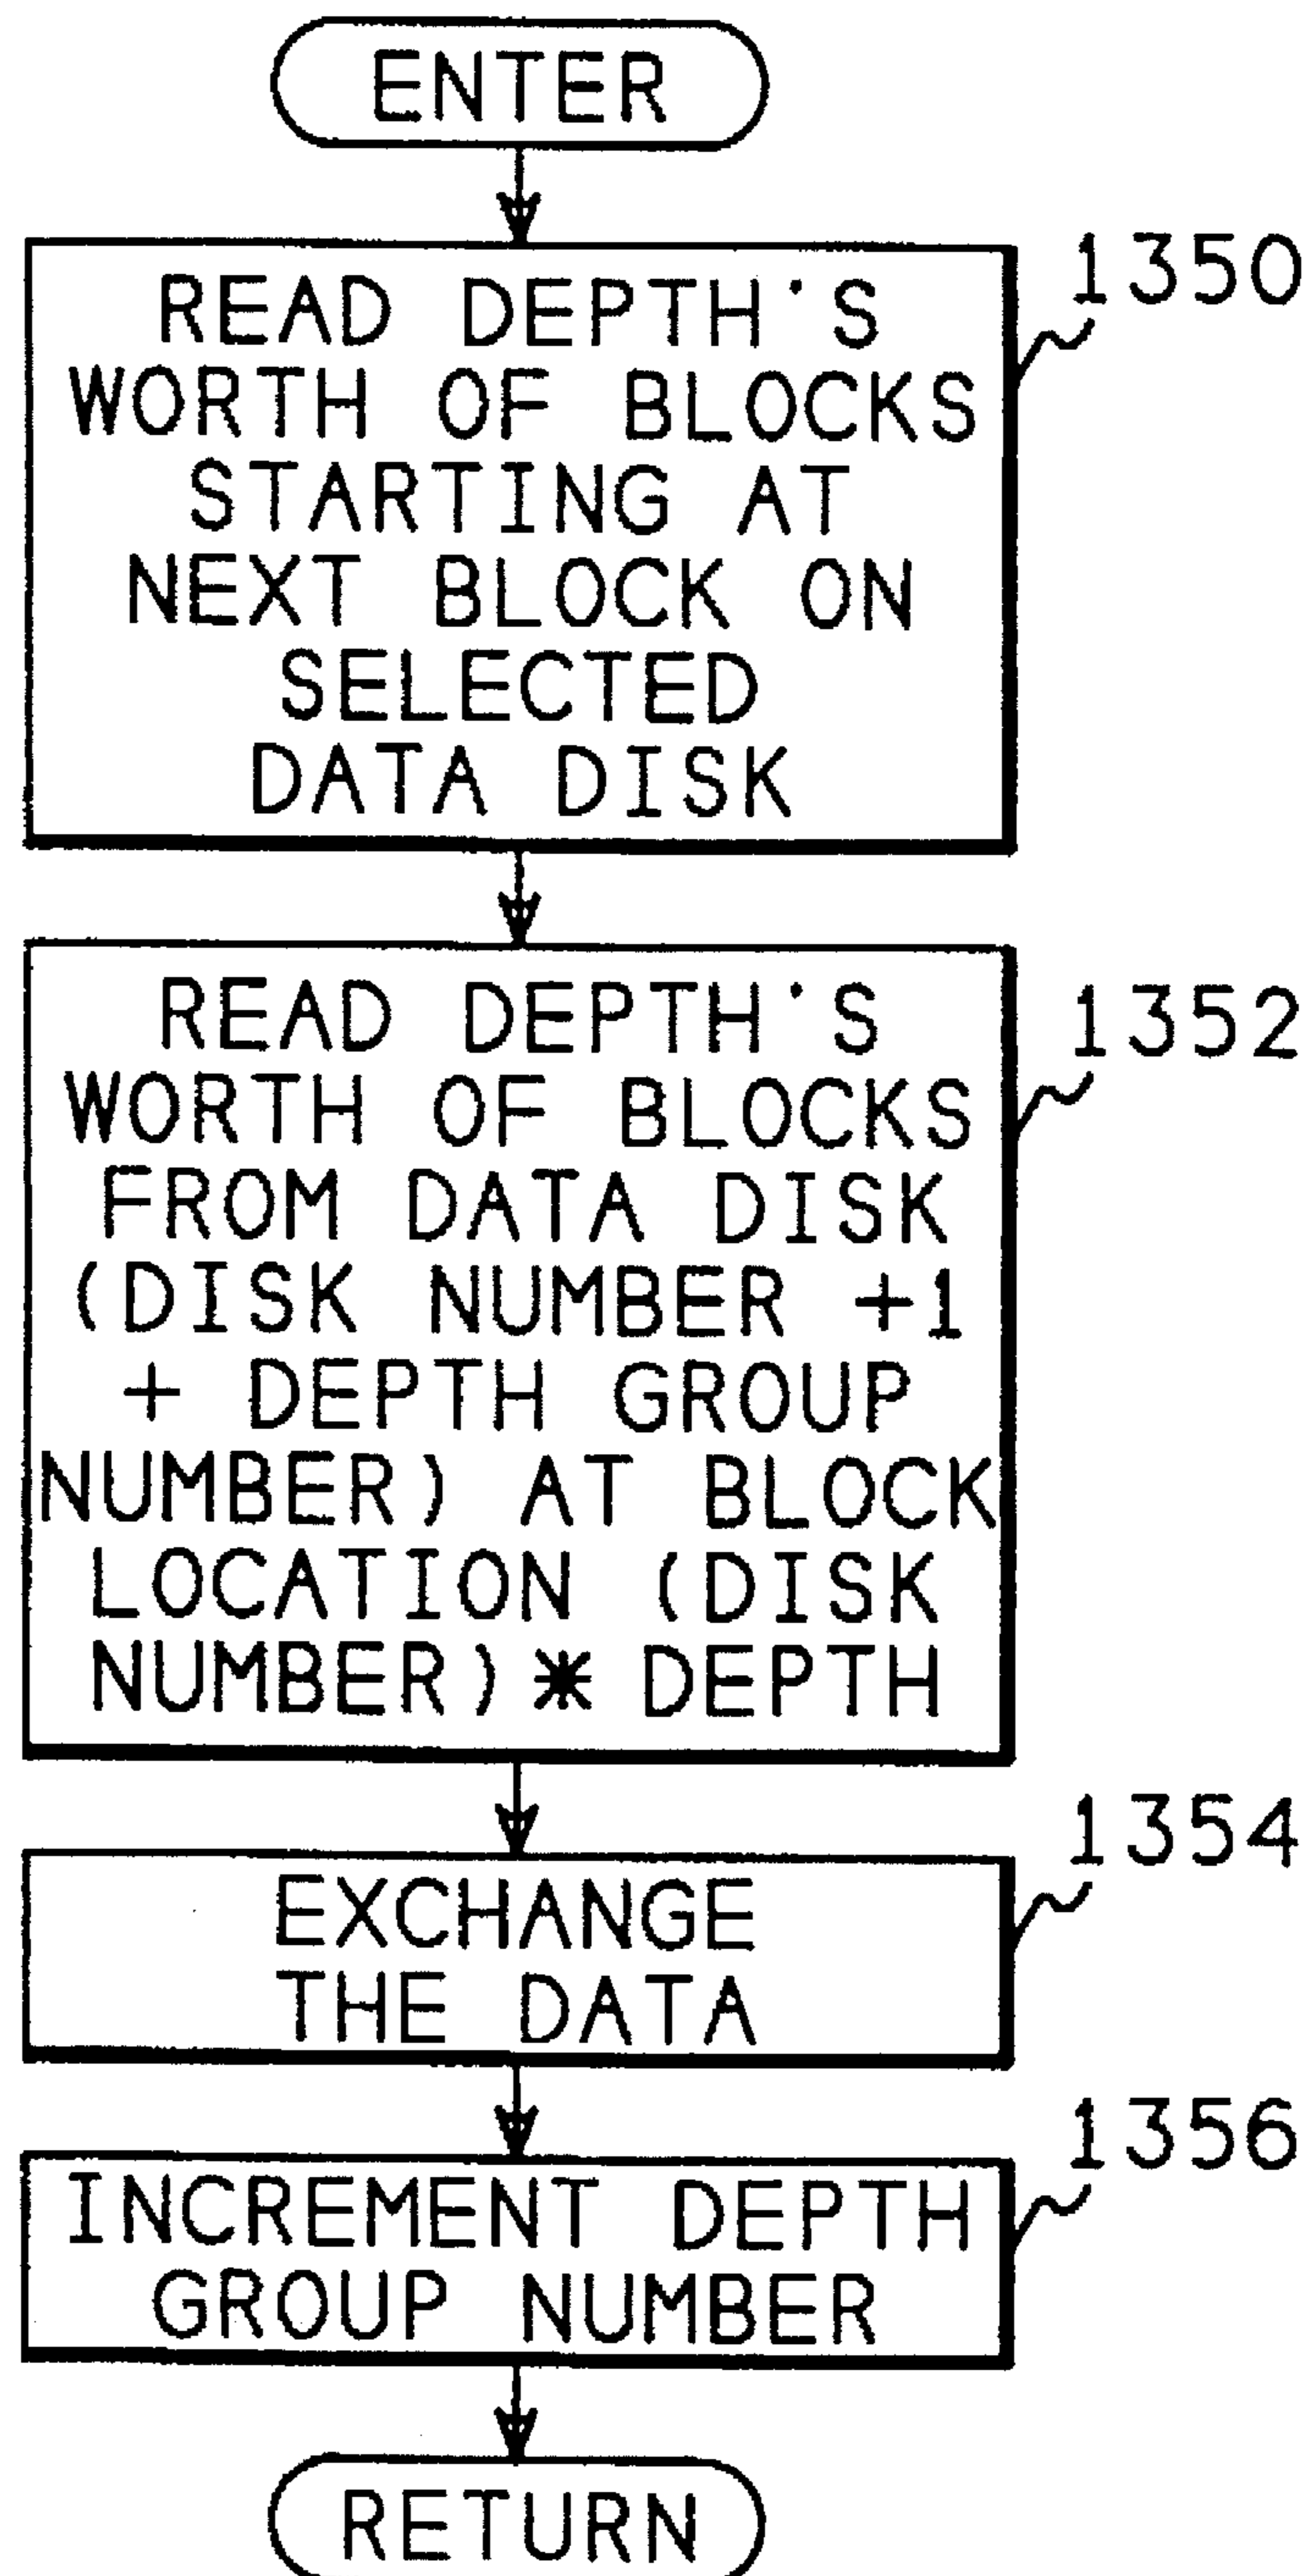 ENTER
READ DEPTH'S
WORTH OF BLOCKS
STARTING AT
NEXT BLOCK ON
SELECTED
DATA DISK
1350
READ DEPTH'S
WORTH OF BLOCKS
FROM DATA DISK
(DISK NUMBER +1
+ DEPTH GROUP
NUMBER) AT BLOCK
LOCATION (DISK
NUMBER)* DEPTH
1352
EXCHANGE
THE DATA
1354
INCREMENT DEPTH
GROUP NUMBER
1356
RETURN